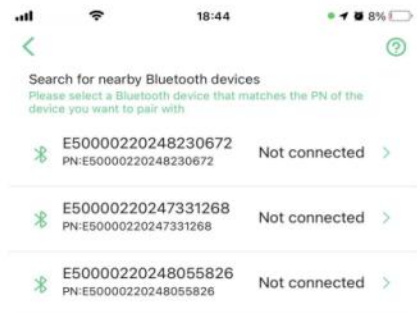 18:44
8%
Search for nearby Bluetooth devices
Please select a Bluetooth device that matches the PN of the
device you want to pair with
E50000220248230672
PN:E50000220248230672
Not connected
E50000220247331268
PN:E50000220247331268
Not connected
E50000220248055826
PN:E50000220248055826
Not connected